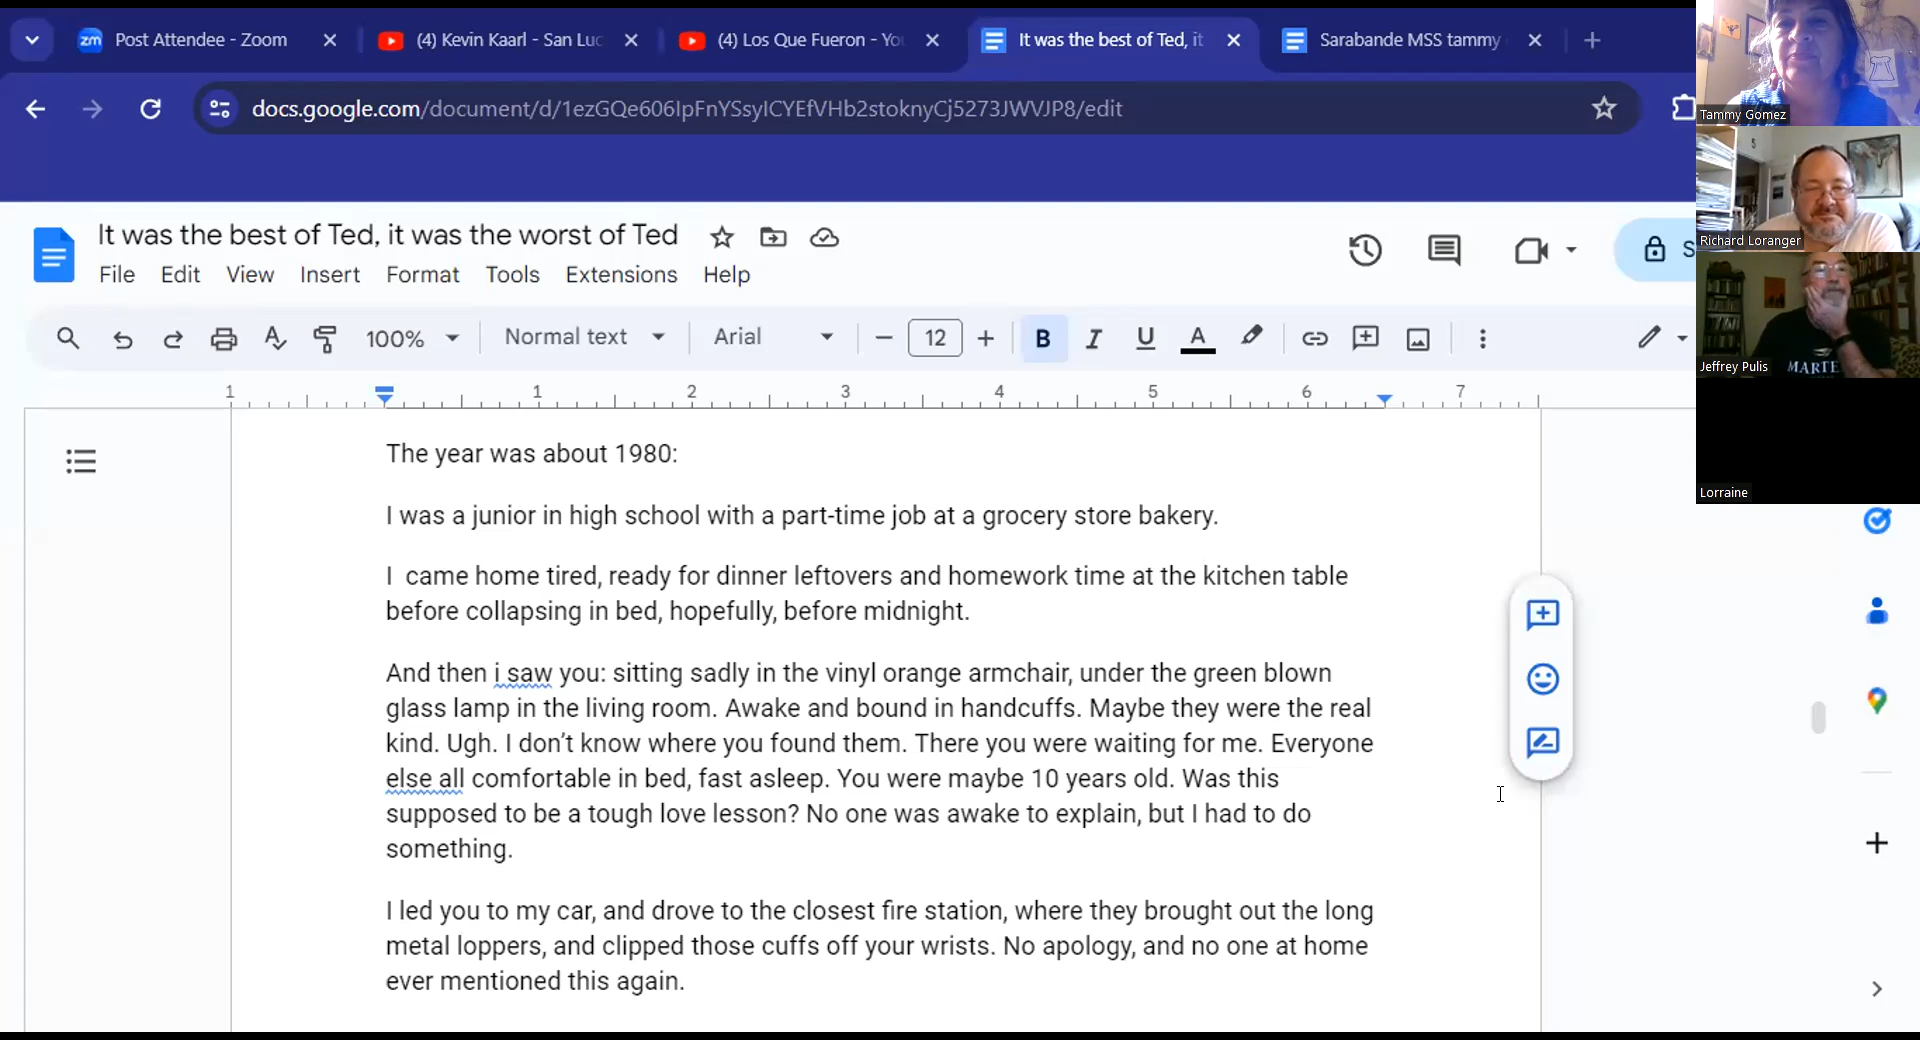 Post Attendee - Zoom
(4) Kevin Kaarl - San Luc
(4) Los Que Fueron - You
It was the best of Ted, it
Sarabande MSS tammy
docs.google.com/document/d/1ezGQe606IpFnYSsyICYEfVHb2stoknyCj5273JWVJP8/edit
It was the best of Ted, it was the worst of Ted
File Edit View Insert Format Tools Extensions Help
S
100% Normal text Arial 12 B I U A
1 1 2 3 4 5 6 7
The year was about 1980:
I was a junior in high school with a part-time job at a grocery store bakery.
I  came home tired, ready for dinner leftovers and homework time at the kitchen table
before collapsing in bed, hopefully, before midnight.
And then i saw you: sitting sadly in the vinyl orange armchair, under the green blown
glass lamp in the living room. Awake and bound in handcuffs. Maybe they were the real
kind. Ugh. I don’t know where you found them. There you were waiting for me. Everyone
else all comfortable in bed, fast asleep. You were maybe 10 years old. Was this
supposed to be a tough love lesson? No one was awake to explain, but I had to do
something.
I led you to my car, and drove to the closest fire station, where they brought out the long
metal loppers, and clipped those cuffs off your wrists. No apology, and no one at home
ever mentioned this again.
Tammy Gomez
Richard Loranger
Jeffrey Pulis
MARTE
Lorraine